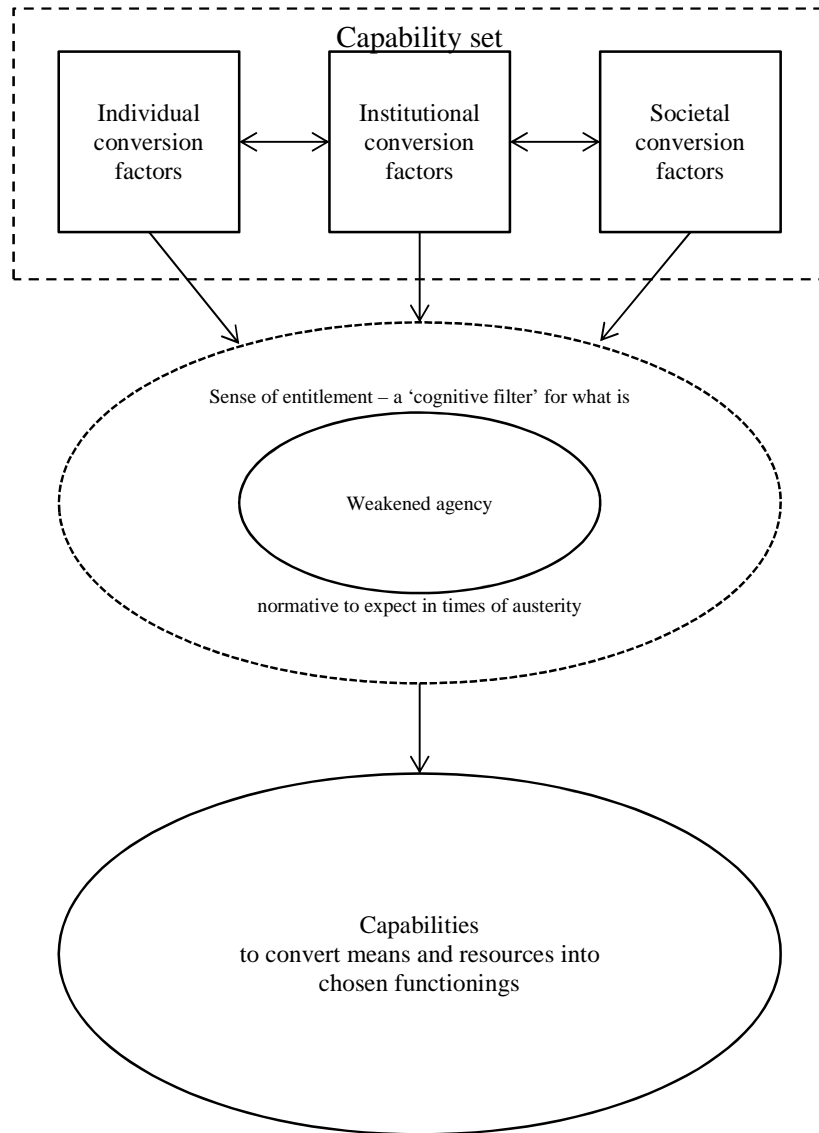 Capability set
Individual
conversion
factors
Institutional
conversion
factors
Societal
conversion
factors
Sense of entitlement – a ‘cognitive filter’ for what is
Weakened agency
normative to expect in times of austerity
Capabilities
to convert means and resources into
chosen functionings